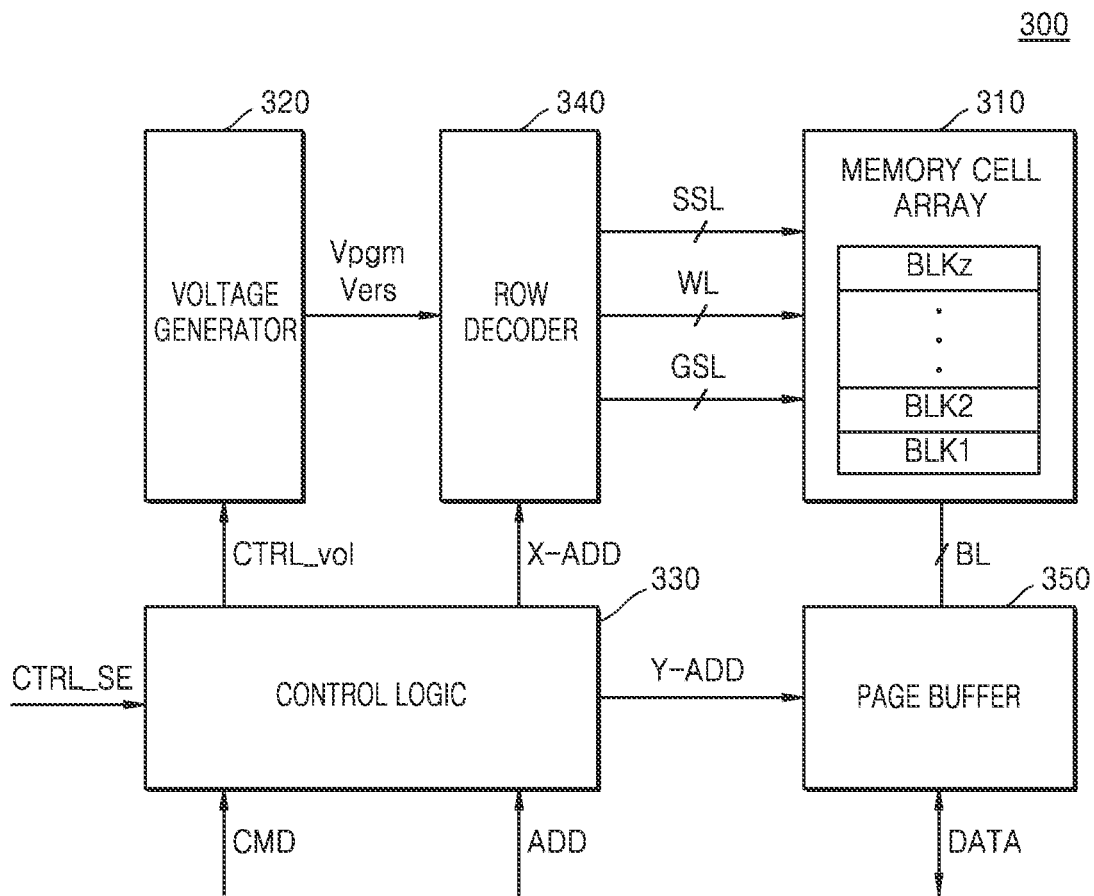 300
320
340
310
VOLTAGE
GENERATOR
Vpgm
Vers
ROW
DECODER
SSL
WL
GSL
MEMORY CELL
ARRAY
BLKz
BLK2
BLK1
CTRL_vol
X-ADD
BL
330
350
CTRL_SE
CONTROL LOGIC
Y-ADD
PAGE BUFFER
CMD
ADD
DATA